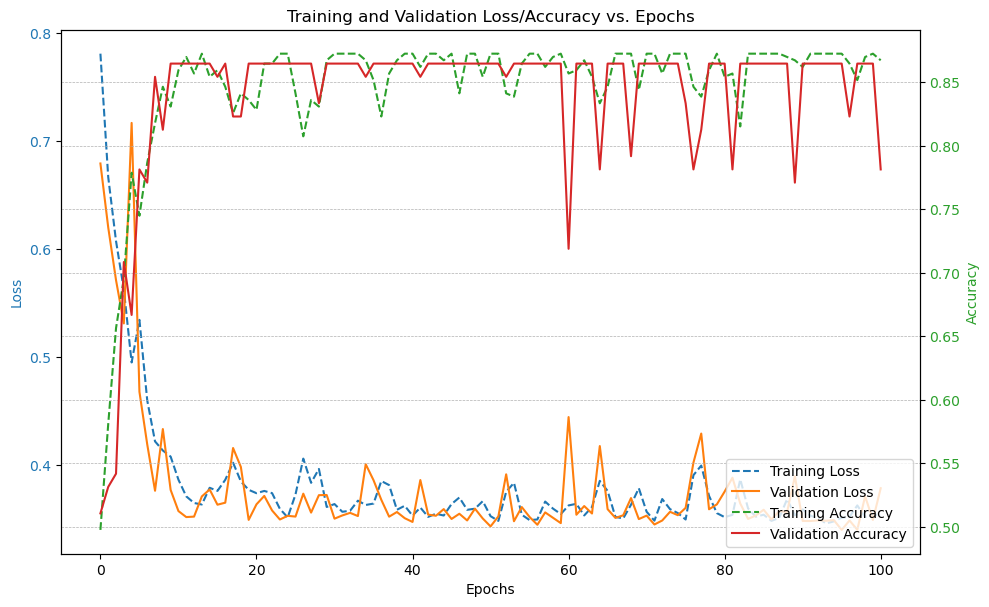 Training and Validation Loss/Accuracy vs. Epochs
Loss
0.8
0.7
0.6
0.5
0.4
0.85
0.80
0.75
0.70
0.65
0.60
0.55
0.50
Accuracy
Training Loss
Validation Loss
Training Accuracy
Validation Accuracy
0 20 40 60 80 100
Epochs